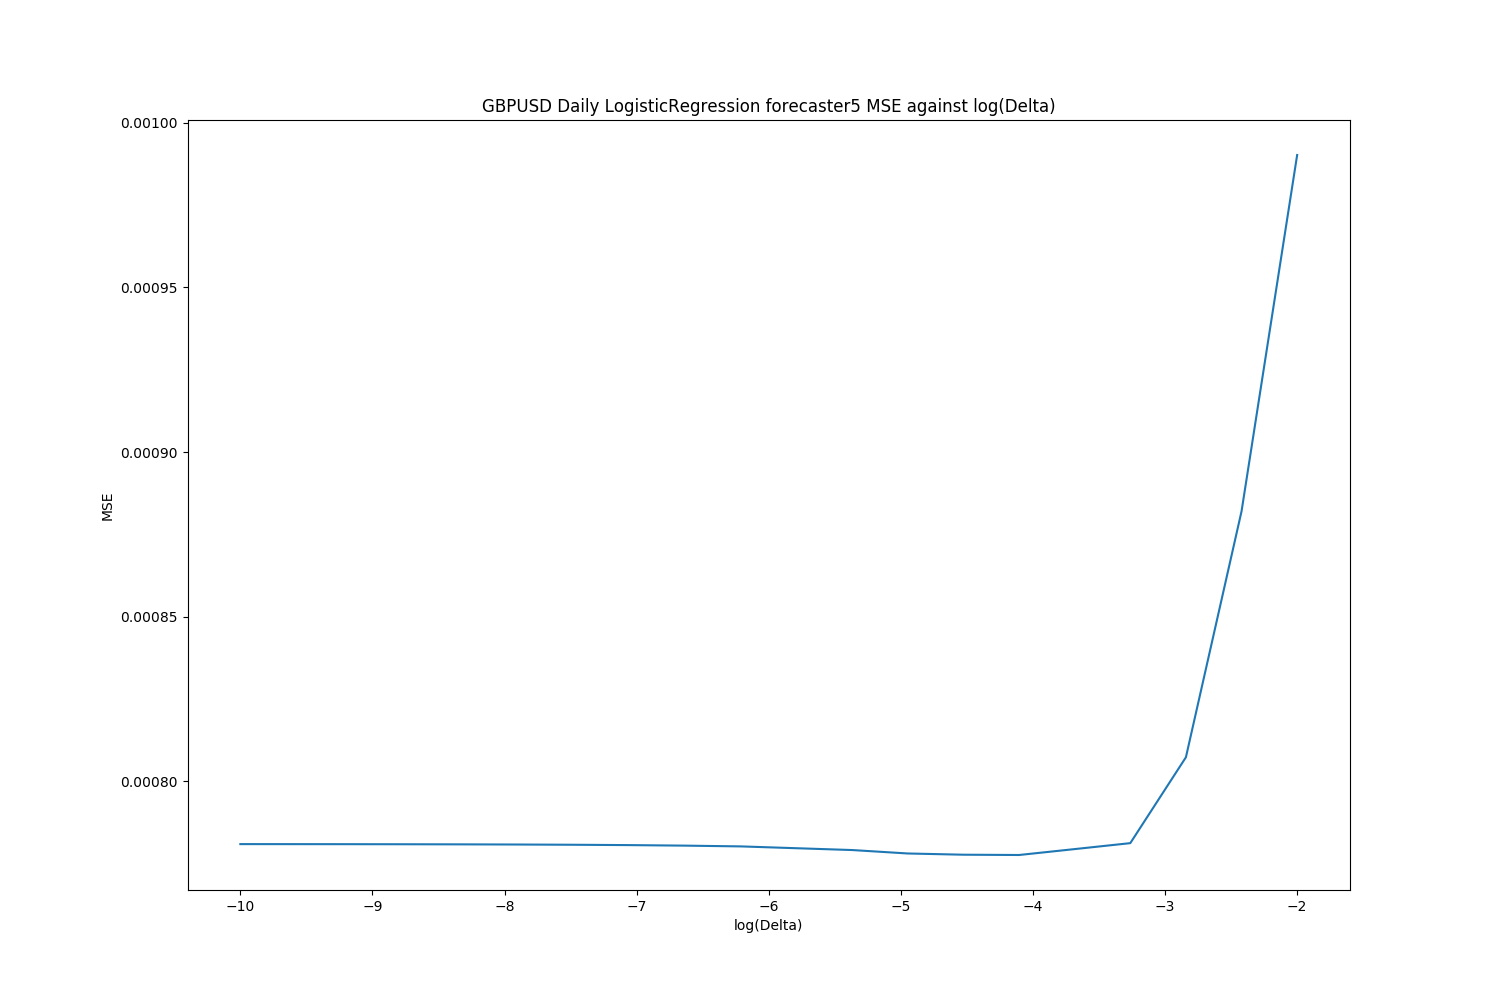 GBPUSD Daily LogisticRegression forecaster5 MSE against log(Delta)
0.00100
0.00095
0.00090
MSE
0.00085
0.00080
−10 −9 −8 −7 −6 −5 −4 −3 −2
log(Delta)